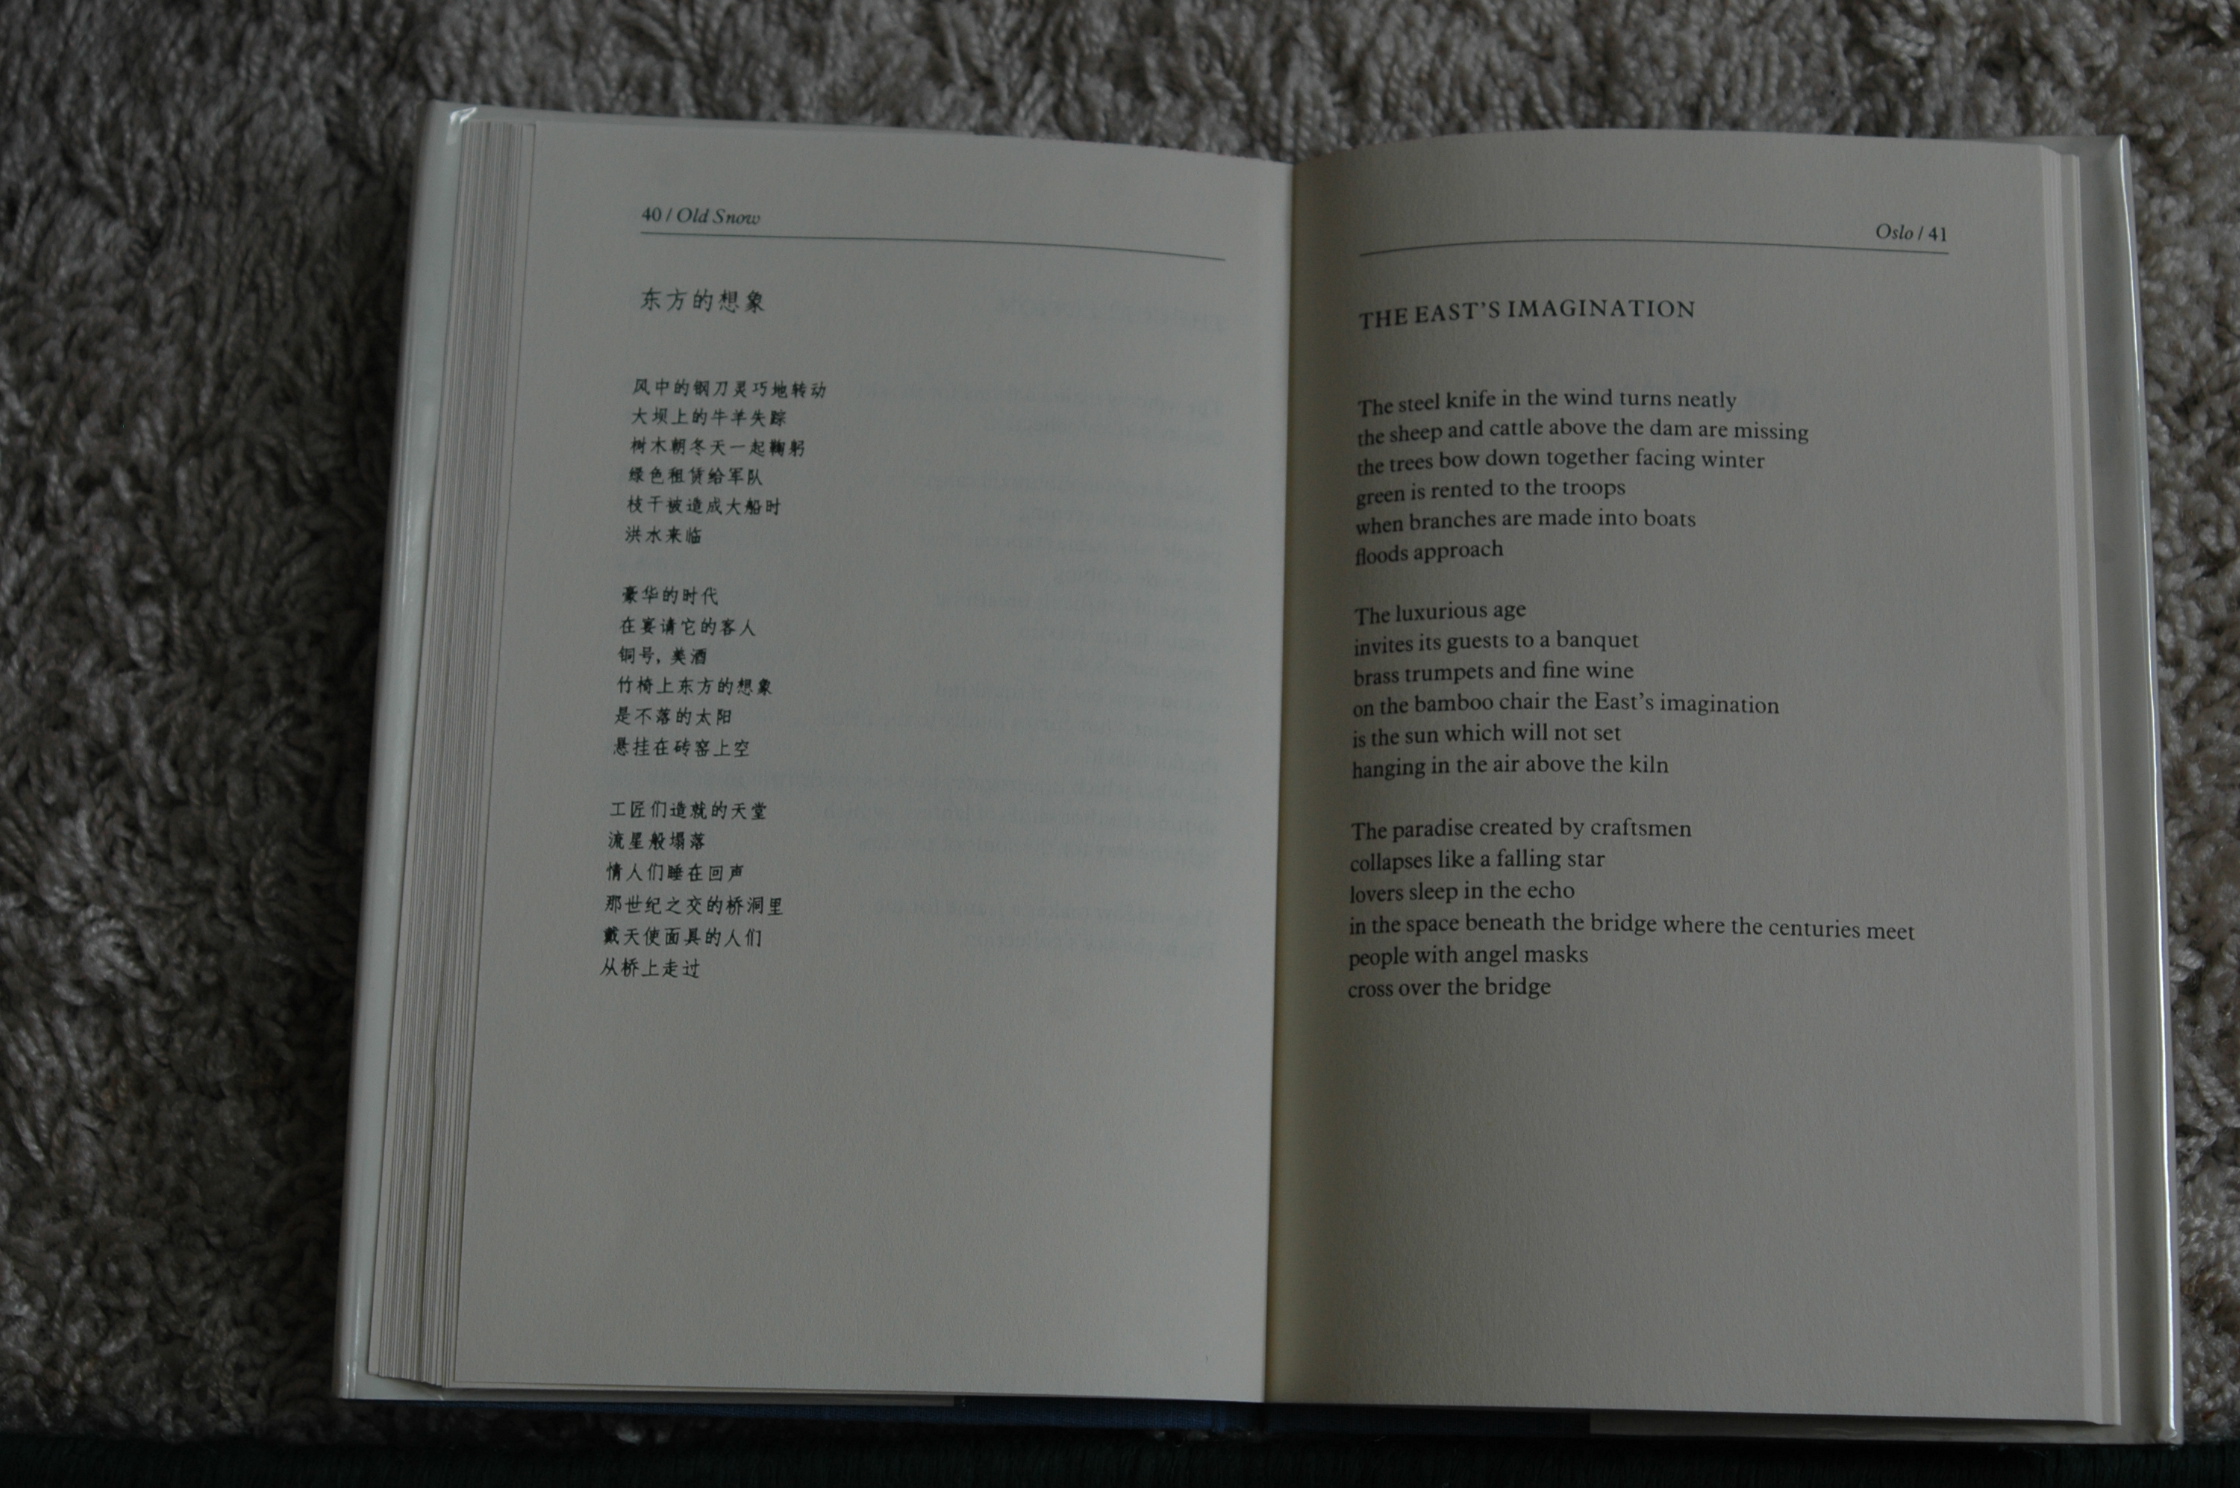 40 / Old Snow
东方的想象
风中的钢刀灵巧地转动
大坝上的牛羊失踪
树木朝冬天一起鞠躬
绿色租赁给军队
枝干被造成大船时
洪水来临
豪华的时代
在宴请它的客人
铜号，美酒
竹椅上东方的想象
是不落的太阳
悬挂在砖窑上空
工匠们造就的天堂
流星般塌落
情人们睡在回声
那世纪之交的桥洞里
戴天使面具的人们
从桥上走过
Oslo / 41
THE EAST'S IMAGINATION
The steel knife in the wind turns neatly
the sheep and cattle above the dam are missing
the trees bow down together facing winter
green is rented to the troops
when branches are made into boats
floods approach
The luxurious age
invites its guests to a banquet
brass trumpets and fine wine
on the bamboo chair the East's imagination
is the sun which will not set
hanging in the air above the kiln
The paradise created by craftsmen
collapses like a falling star
lovers sleep in the echo
in the space beneath the bridge where the centuries meet
people with angel masks
cross over the bridge